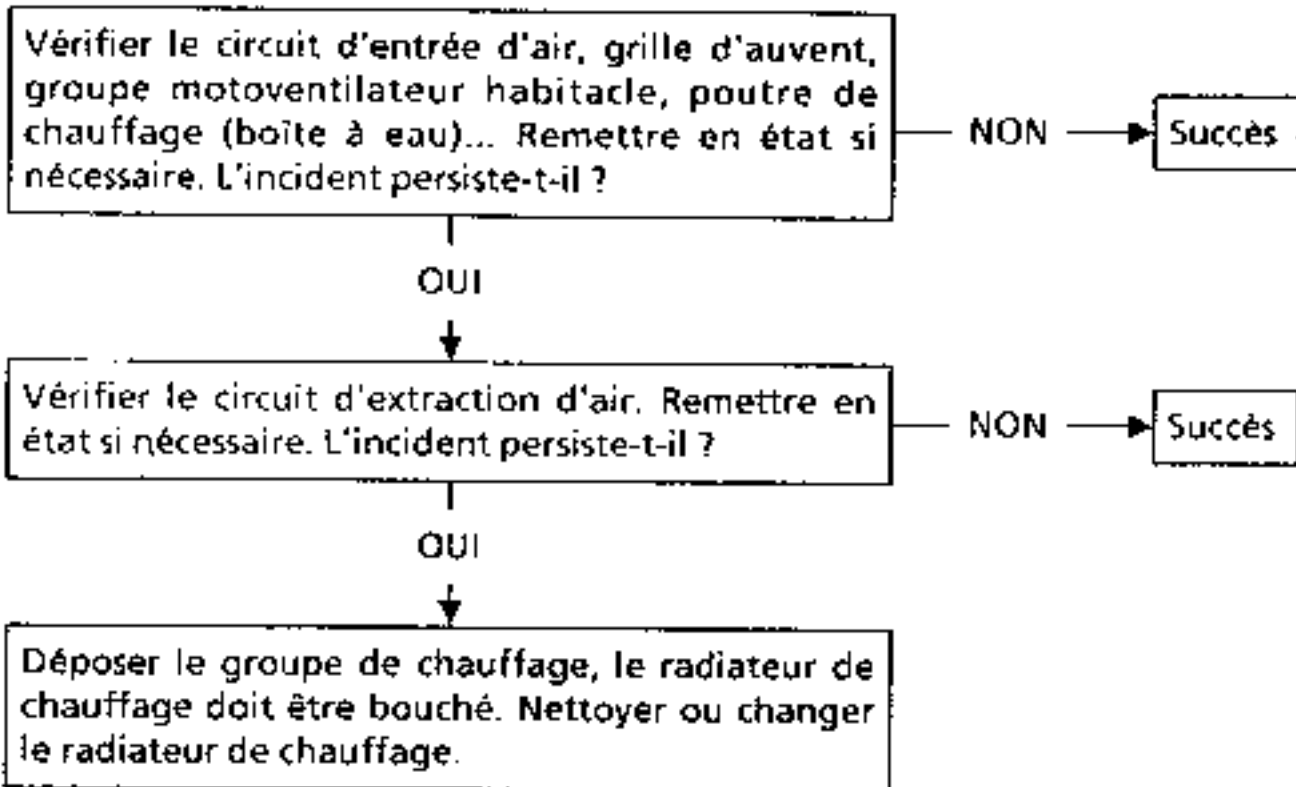 Vérifier le circuit d'entrée d'air, grille d'auvent,
groupe motoventilateur habitacle, poutre de
chauffage (boîte à eau)... Remettre en état si
nécessaire. L'incident persiste-t-il ?
NON
Succès
OUI
Vérifier le circuit d'extraction d'air. Remettre en
état si nécessaire. L'incident persiste-t-il ?
NON
Succès
OUI
Déposer le groupe de chauffage, le radiateur de
chauffage doit être bouché. Nettoyer ou changer
le radiateur de chauffage.